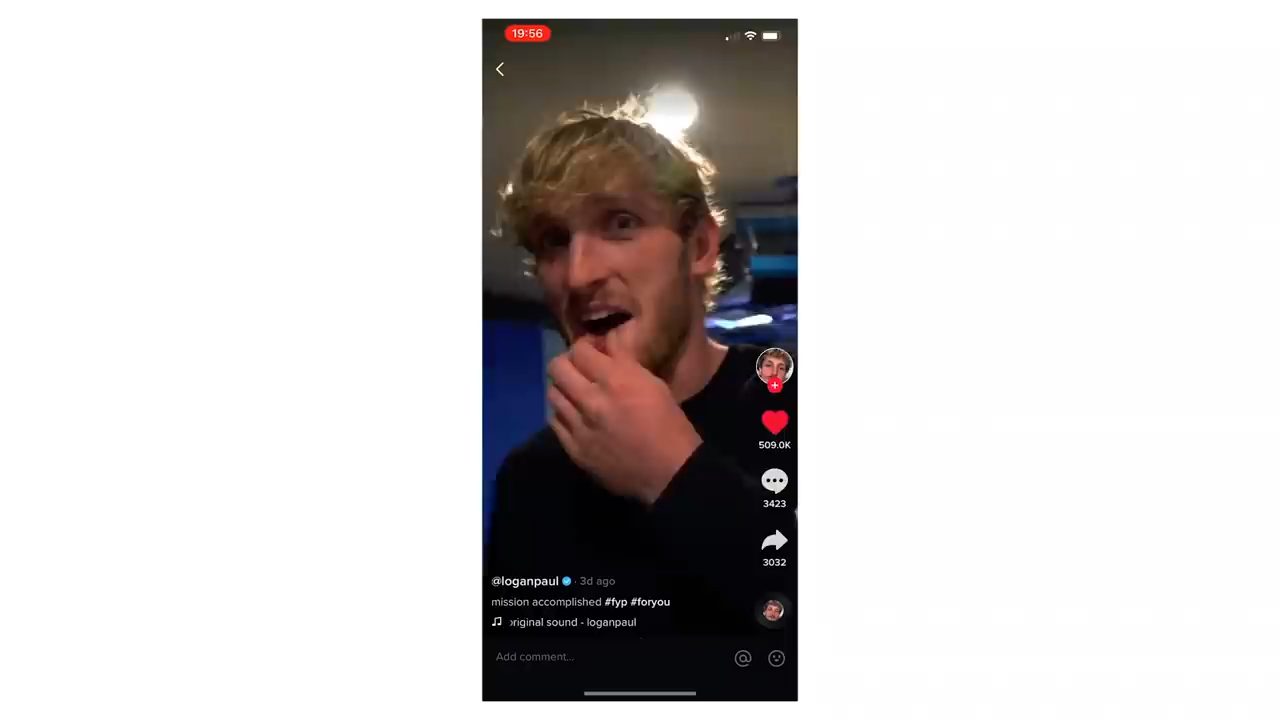 19:56
509.0K
3423
3032
@loganpaul · 3d ago
mission accomplished #fyp #foryou
original sound - loganpaul
Add comment...